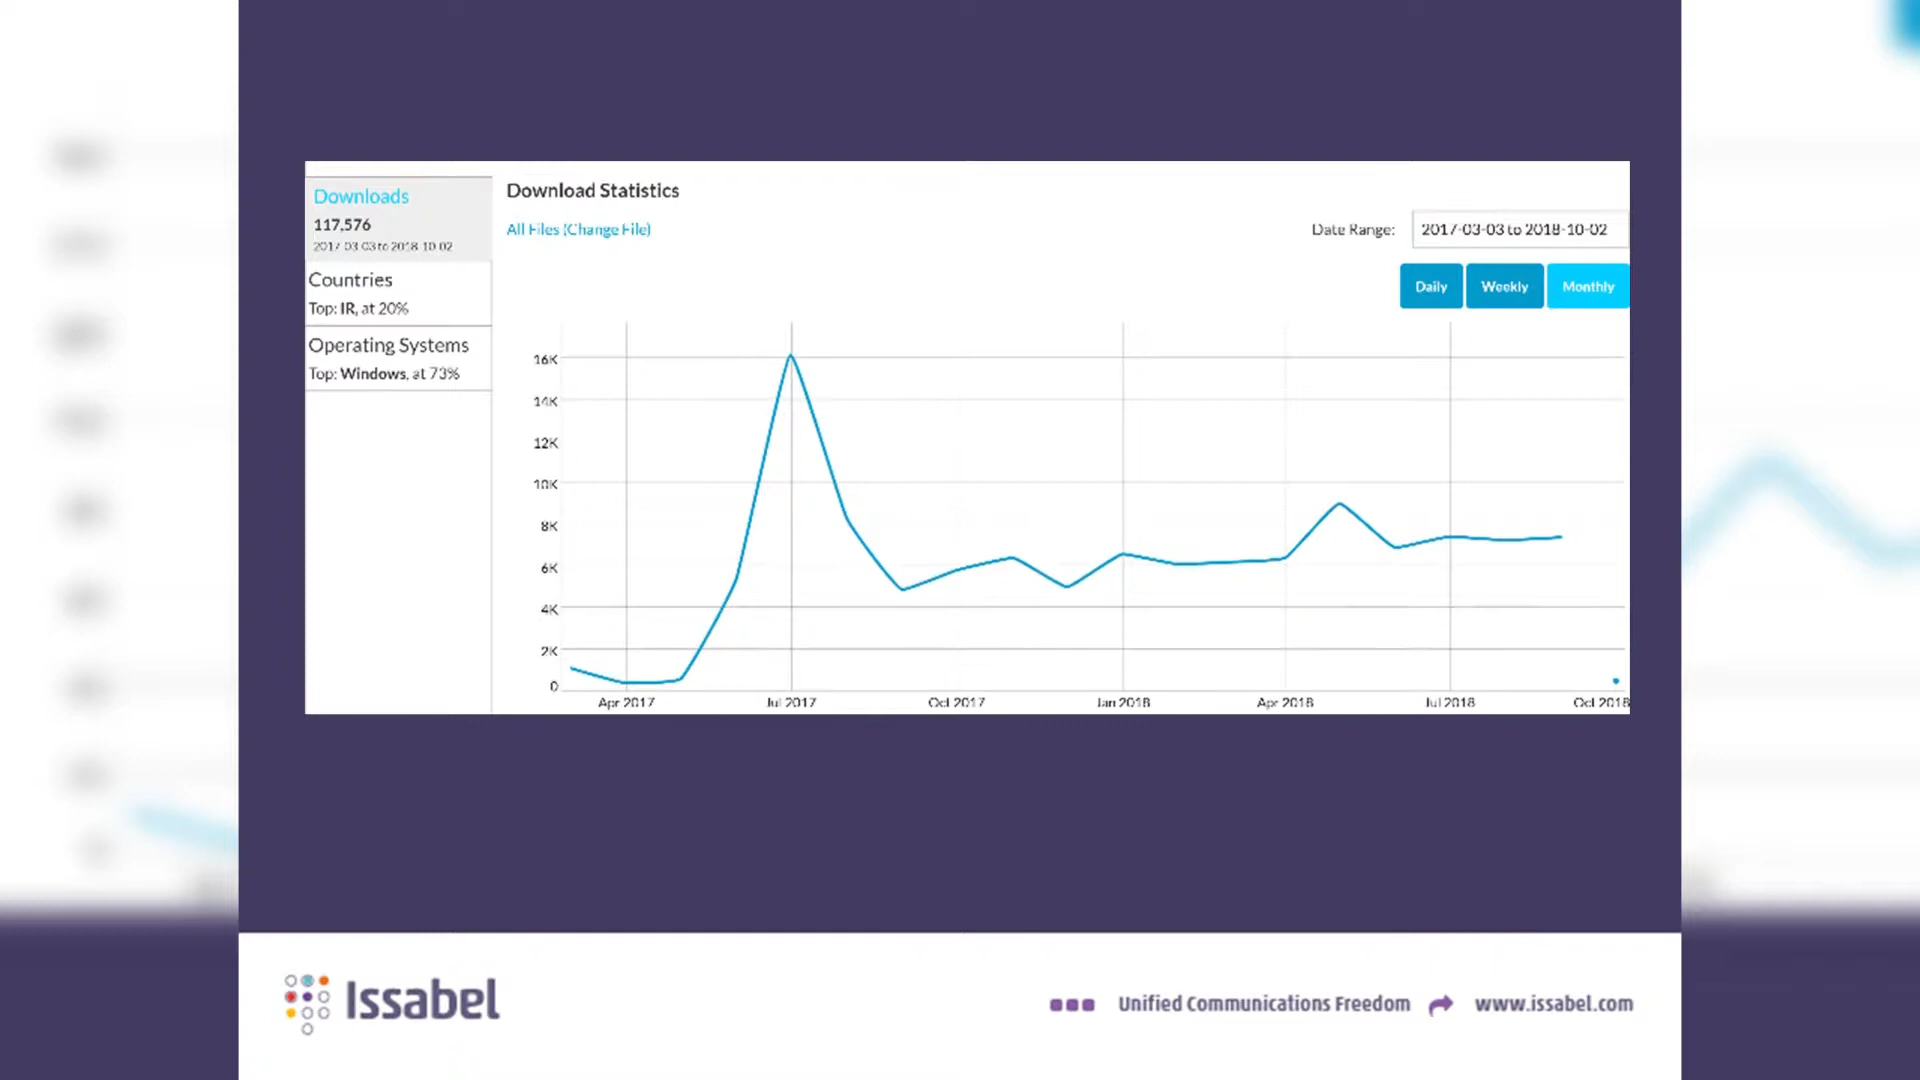 Downloads
117,576
2017-03-03 to 2018-10-02
Countries
Top: IR, at 20%
Operating Systems
Top: Windows, at 73%
Download Statistics
All Files (Change File)
Date Range: 2017-03-03 to 2018-10-02
Daily Weekly Monthly
16K
14K
12K
10K
8K
6K
4K
2K
0
Apr 2017 Jul 2017 Oct 2017 Jan 2018 Apr 2018 Jul 2018 Oct 2018
Issabel
Unified Communications Freedom www.issabel.com